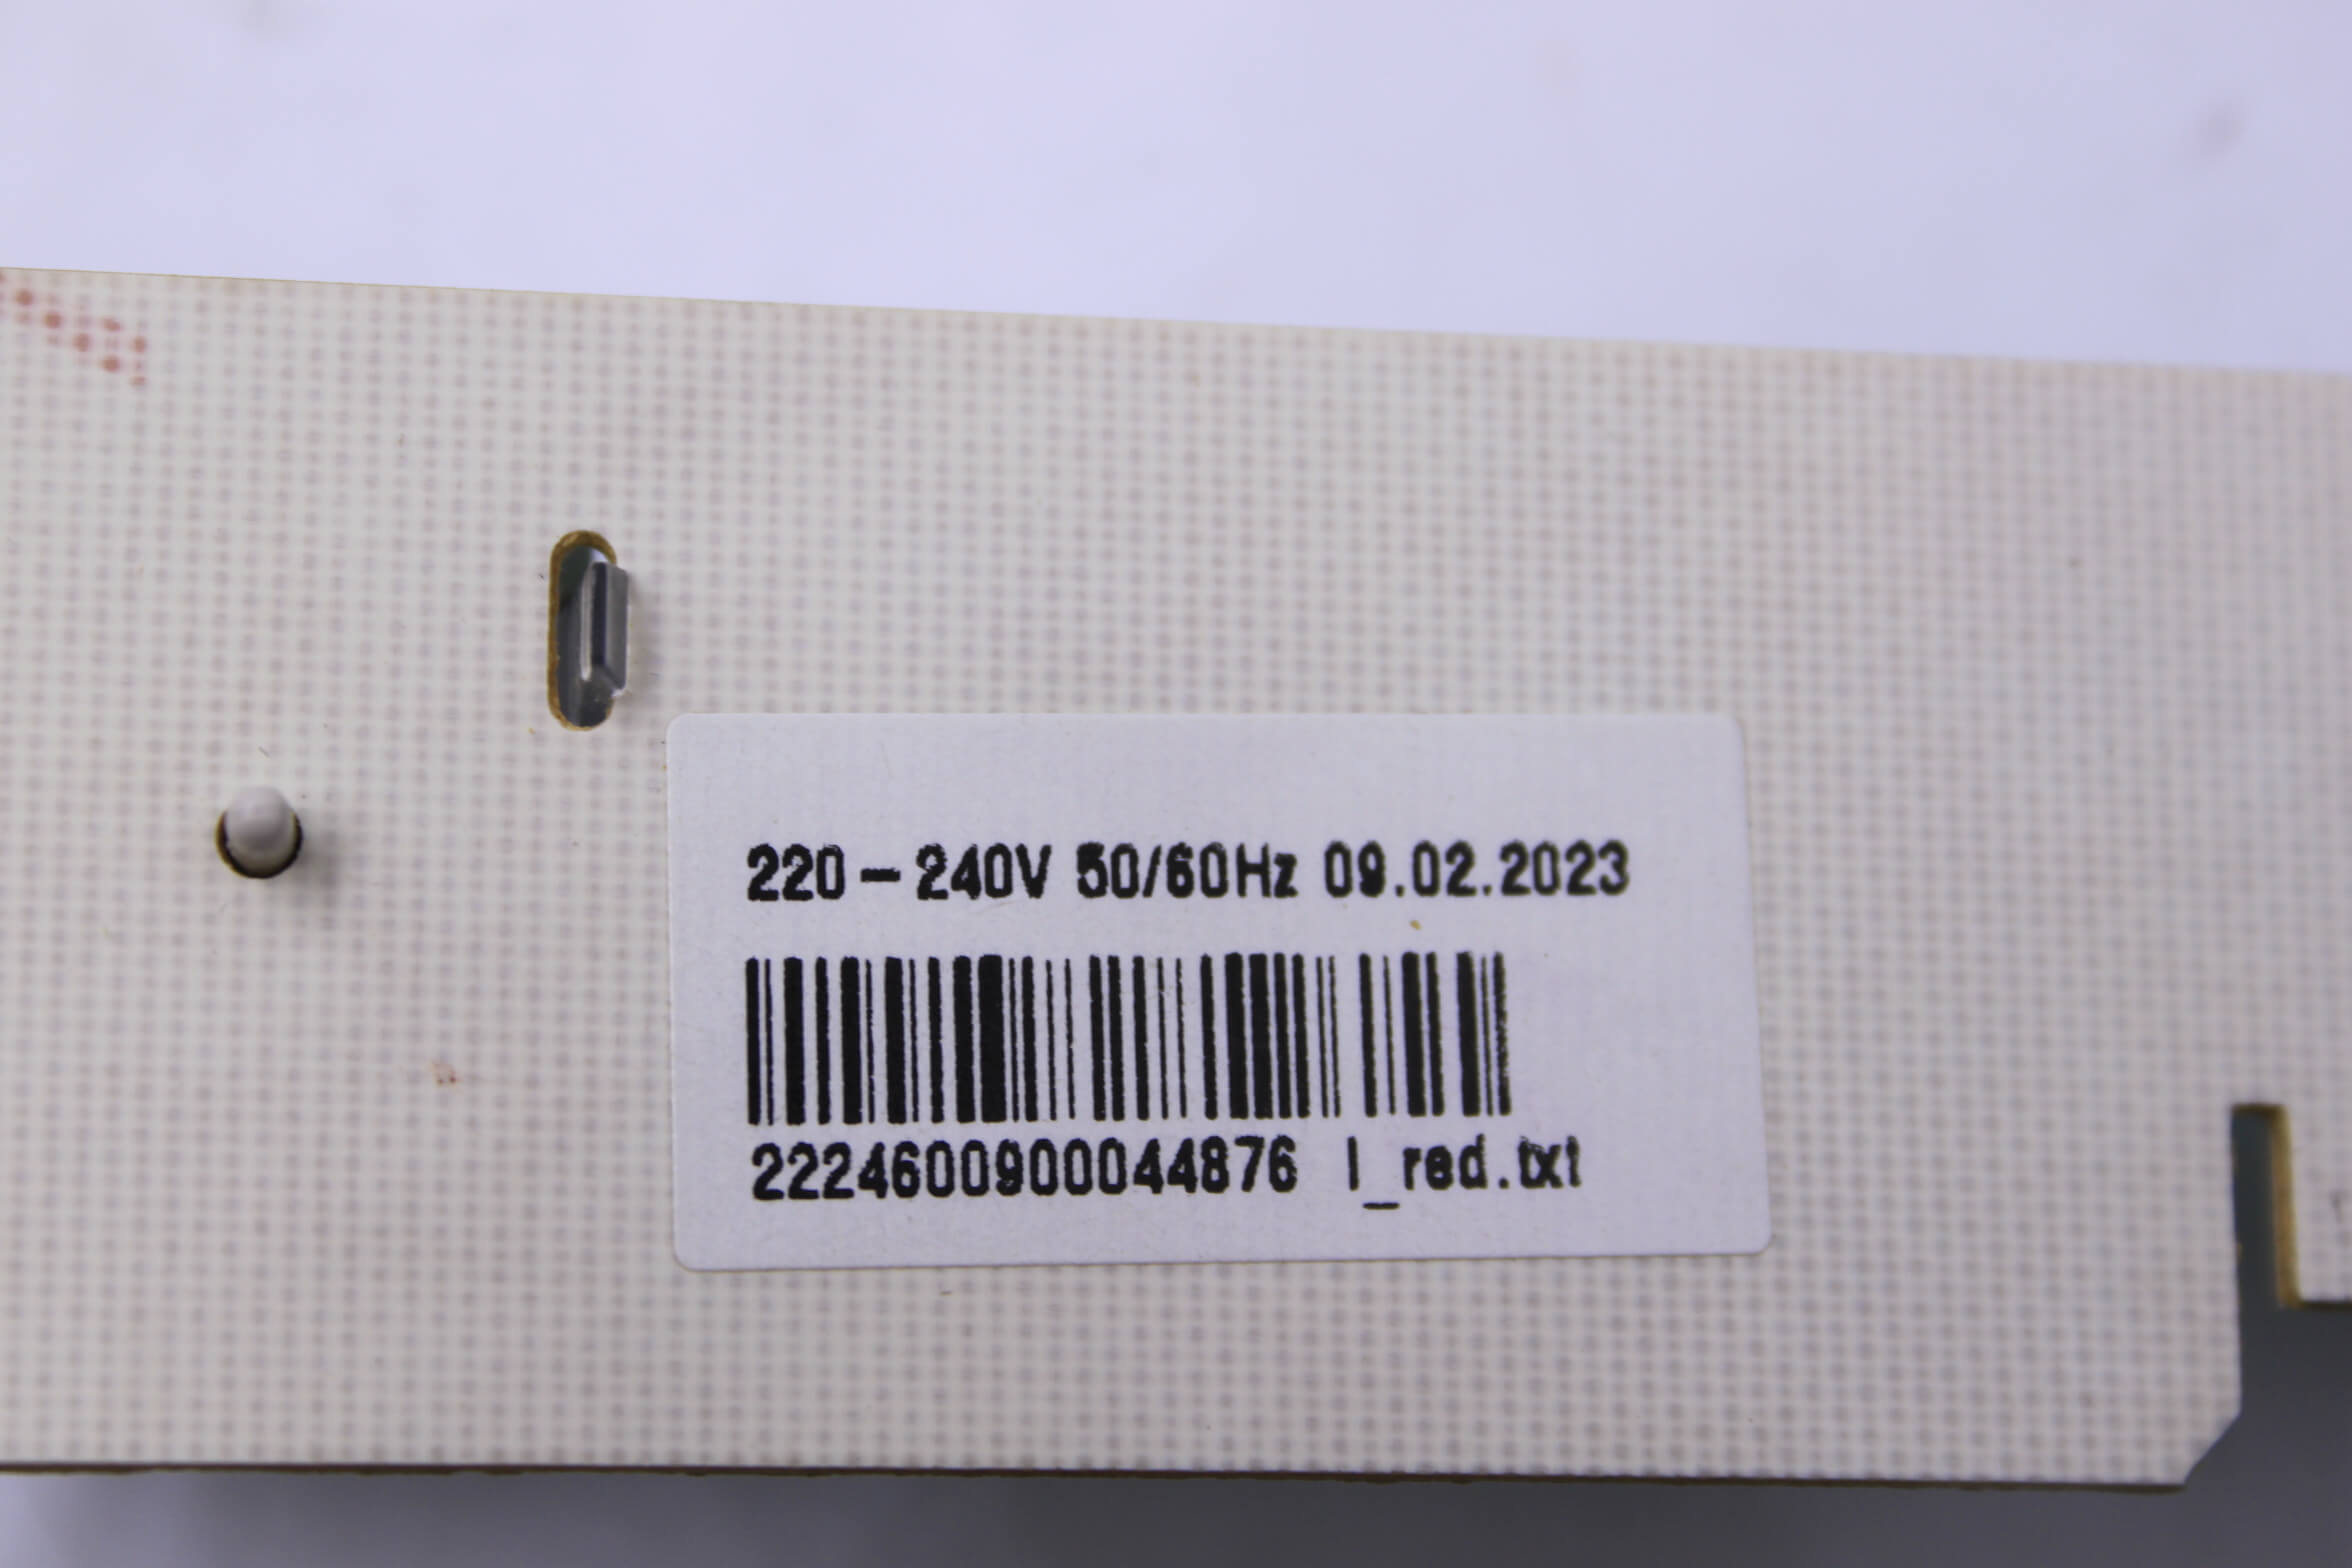 220-240V 50/60Hz 09.02.2023
2224600900044876 l_red.txt